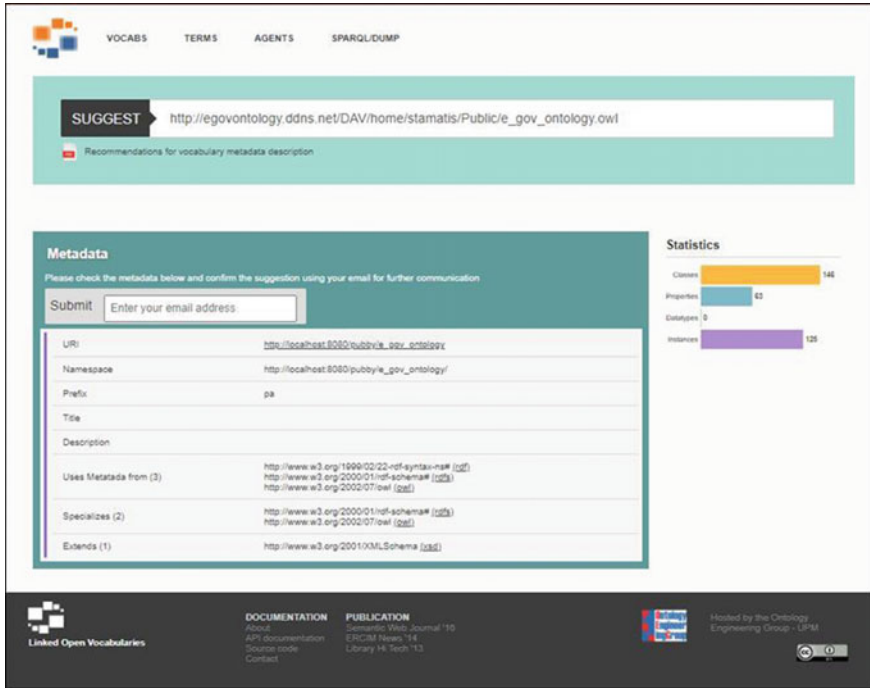 VOCABS TERMS AGENTS SPARQL/DUMP
SUGGEST http://egovontology.ddns.net/DAV/home/stamatis/Public/e_gov_ontology.owl
Recommendations for vocabulary metadata description
Metadata
Please check the metadata below and confirm the suggestion using your email for further communication
Submit Enter your email address
URI http://localhost:8080/pubby/e_gov_ontology
Namespace http://localhost:8080/pubby/e_gov_ontology/
Prefix pa
Title
Description
Uses Metatada from (3)
http://www.w3.org/1999/02/22-rdf-syntax-ns# (rdf)
http://www.w3.org/2000/01/rdf-schema# (rdfs)
http://www.w3.org/2002/07/owl (owl)
Specializes (2)
http://www.w3.org/2000/01/rdf-schema# (rdfs)
http://www.w3.org/2002/07/owl (owl)
Extends (1) http://www.w3.org/2001/XMLSchema (xsd)
Statistics
Classes 146
Properties 63
Datatypes 0
Instances 125
Linked Open Vocabularies
DOCUMENTATION
About
API documentation
Source code
Contact
PUBLICATION
Semantic Web Journal '15
ERCIM News '14
Library Hi Tech '13
Ontology
Engineering
Group
Hosted by the Ontology
Engineering Group - UPM